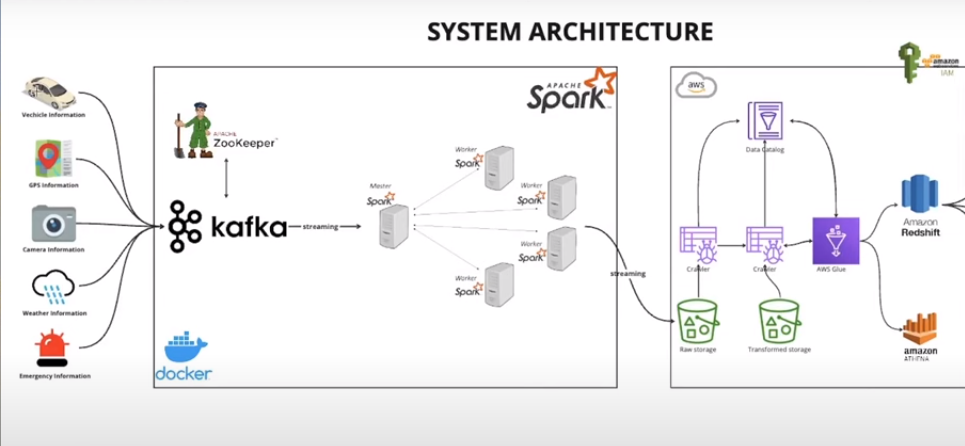 SYSTEM ARCHITECTURE
Vechicle Information
GPS Information
Camera Information
Weather Information
Emergency Information
APACHE
ZooKeeper
kafka
streaming
docker
APACHE
Spark
Master
Spark
Worker
Spark
Worker
Spark
Worker
Spark
Worker
Spark
streaming
aws
amazon
IAM
Data Catalog
Crawler
Crawler
AWS Glue
Raw storage
Transformed storage
Amazon
Redshift
amazon
ATHENA